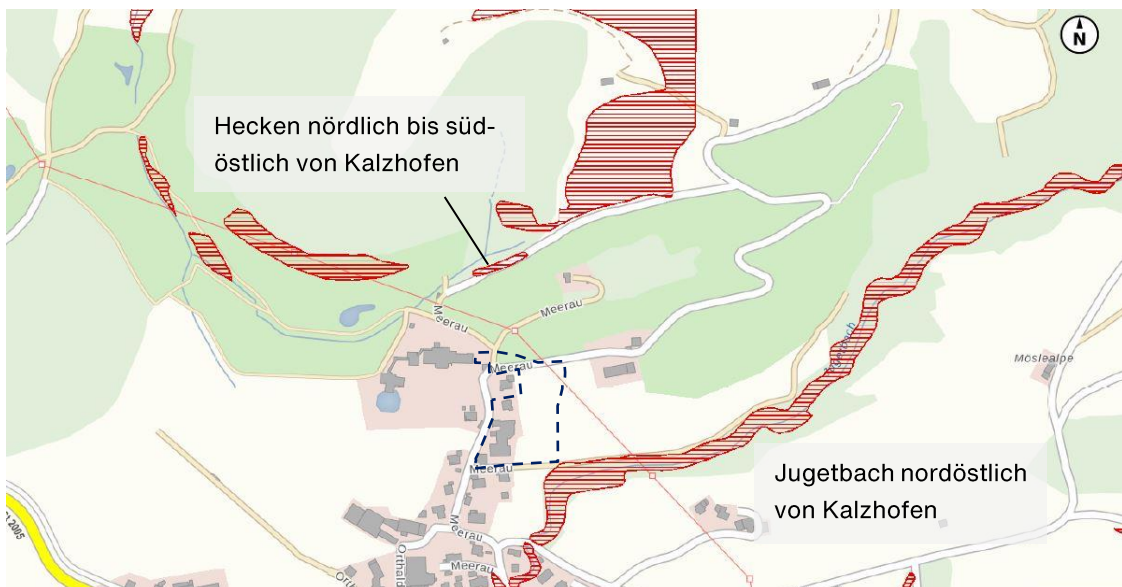 N
Hecken nördlich bis süd-
östlich von Kalzhofen
Meerau
Meerau
Meerau
Möslealpe
Meerau
Jugetbach nordöstlich
von Kalzhofen
Meerau
Meerau